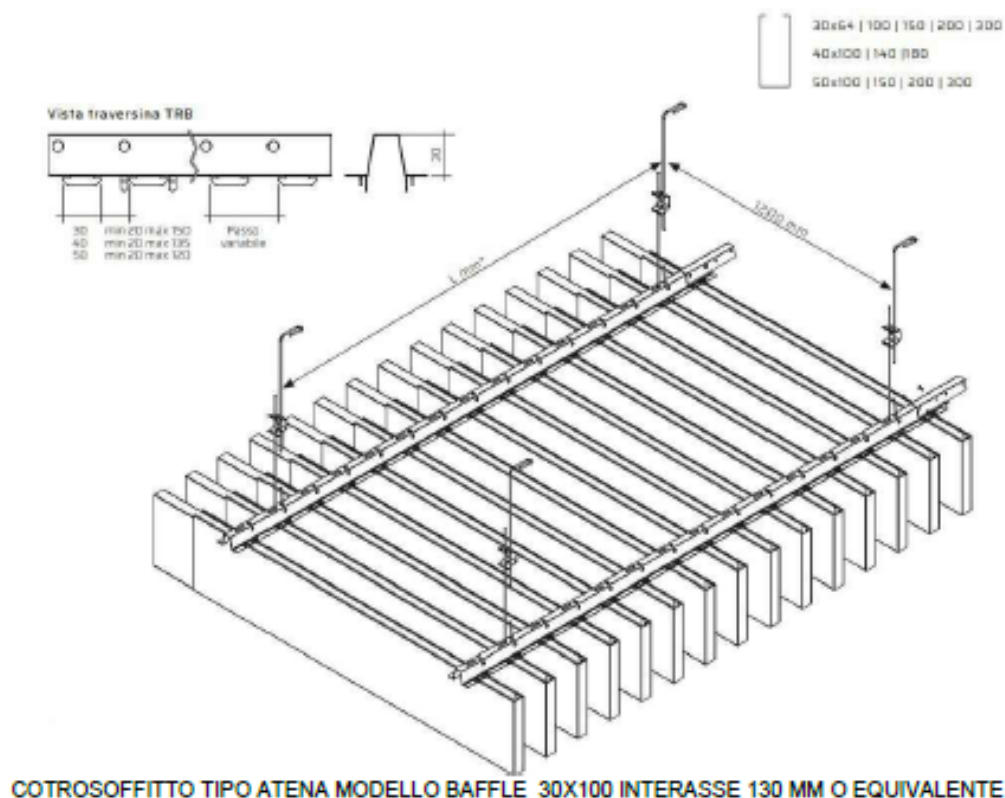 30x64 | 100 | 150 | 200 | 300
40x100 | 140 |180
50x100 | 150 | 200 | 300
Vista traversina TRB
30
30 min 20 max 150
40 min 20 max 135
50 min 20 max 120
Passo
variabile
L mm*
1200 mm
COTROSOFFITTO TIPO ATENA MODELLO BAFFLE 30X100 INTERASSE 130 MM O EQUIVALENTE